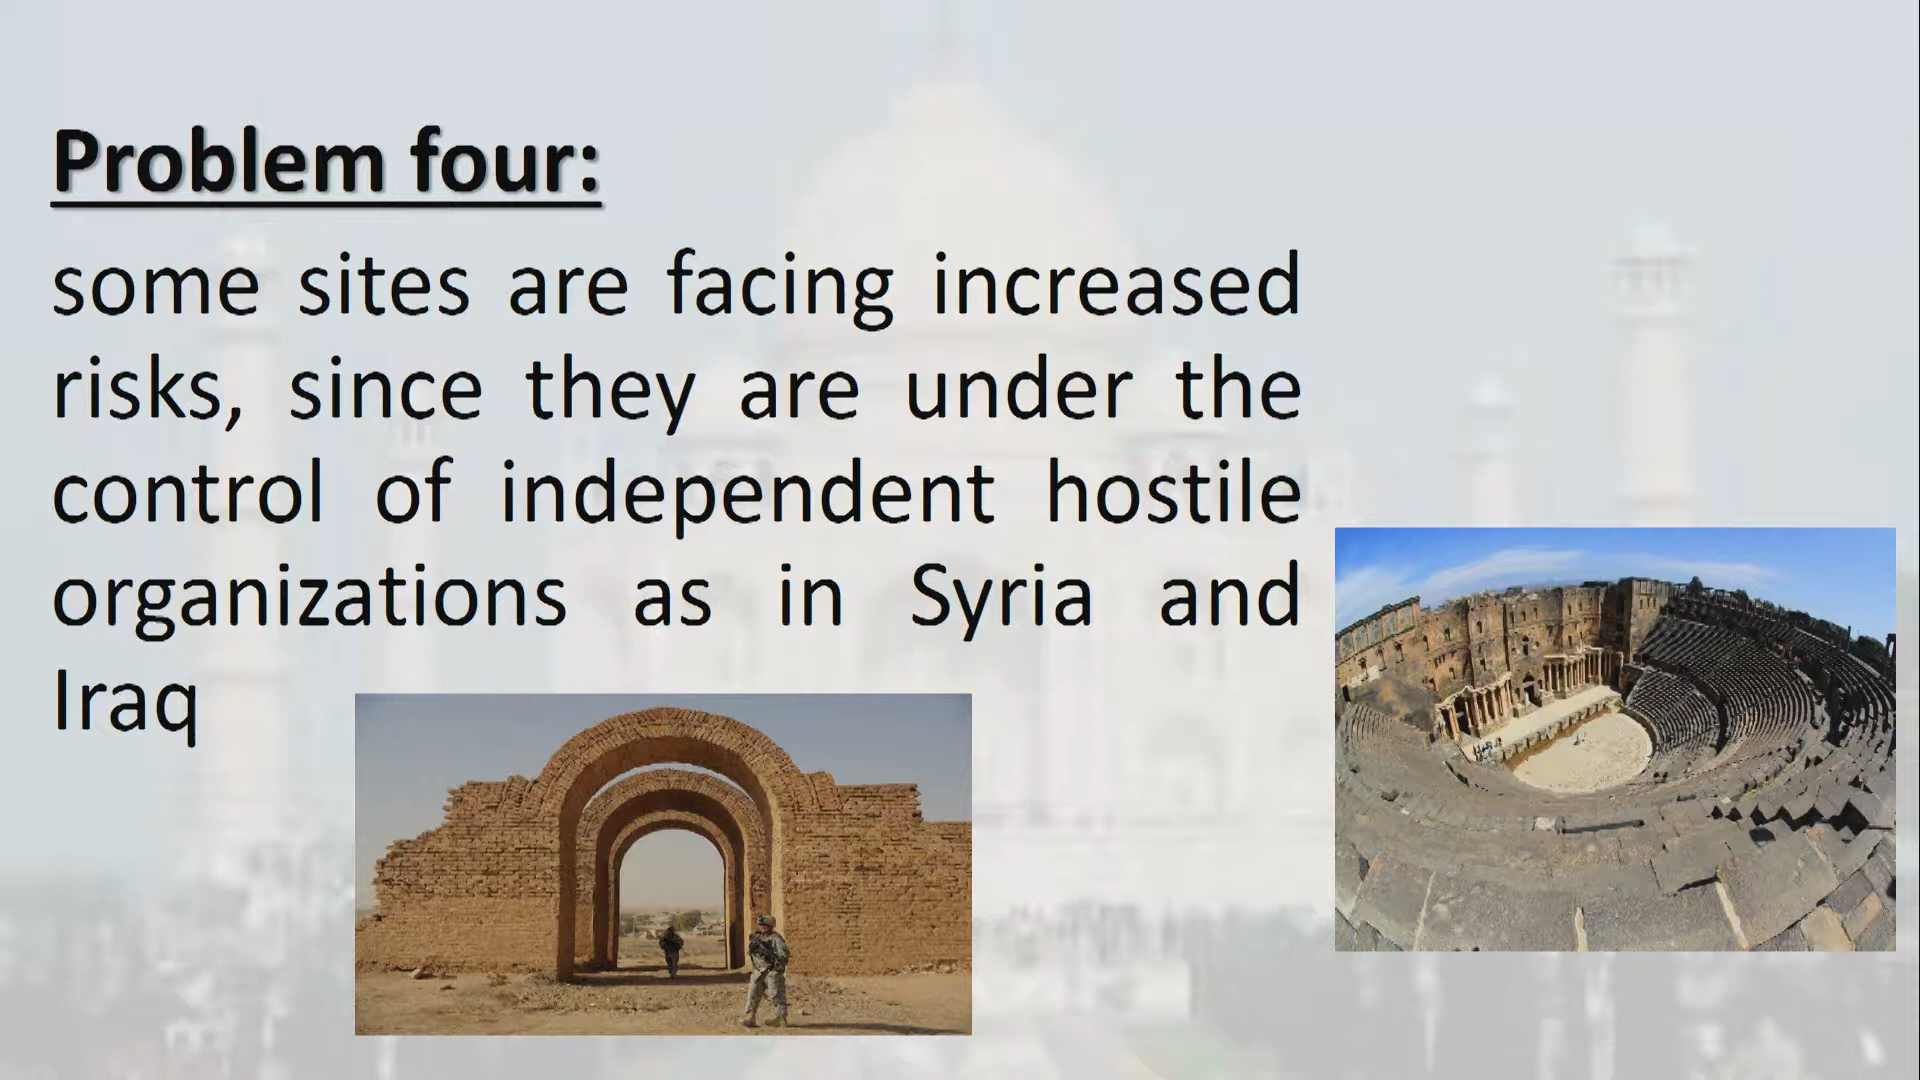 Problem four:
some sites are facing increased
risks, since they are under the
control of independent hostile
organizations as in Syria and
Iraq